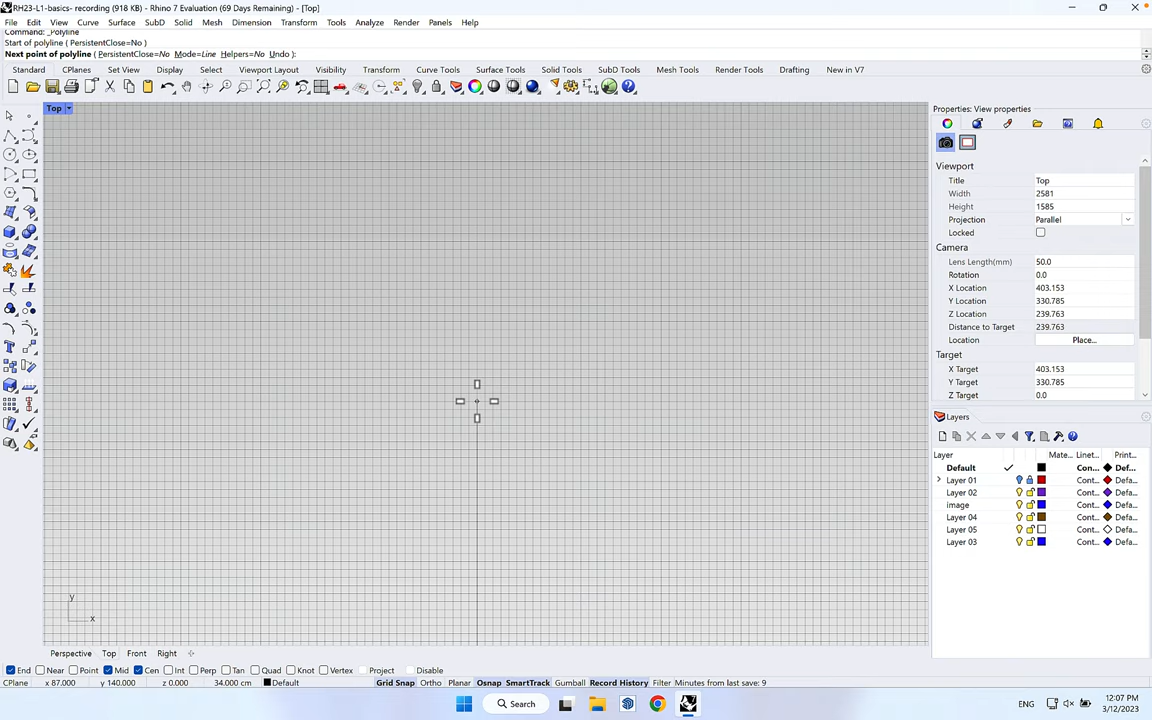 RH23-L1-basics- recording (918 KB) - Rhino 7 Evaluation (69 Days Remaining) - [Top]
File Edit View Curve Surface SubD Solid Mesh Dimension Transform Tools Analyze Render Panels Help
Command: _Polyline
Start of polyline ( PersistentClose=No )
Next point of polyline ( PersistentClose=No Mode=Line Helpers=No Undo ):
Standard CPlanes Set View Display Select Viewport Layout Visibility Transform Curve Tools Surface Tools Solid Tools SubD Tools Mesh Tools Render Tools Drafting New in V7
Top
Properties: View properties
Viewport
Title Top
Width 2581
Height 1585
Projection Parallel
Locked
Camera
Lens Length(mm) 50.0
Rotation 0.0
X Location 403.153
Y Location 330.785
Z Location 239.763
Distance to Target 239.763
Location Place...
Target
X Target 403.153
Y Target 330.785
Z Target 0.0
Layers
Layer Mate... Linet... Print...
Default Con... Def...
Layer 01 Cont... Defa...
Layer 02 Cont... Defa...
image Cont... Defa...
Layer 04 Cont... Defa...
Layer 05 Cont... Defa...
Layer 03 Cont... Defa...
y
x
Perspective Top Front Right
End Near Point Mid Cen Int Perp Tan Quad Knot Vertex Project Disable
CPlane x 87.000 y 140.000 z 0.000 34.000 cm Default Grid Snap Ortho Planar Osnap SmartTrack Gumball Record History Filter Minutes from last save: 9
Search
ENG
12:07 PM
3/12/2023